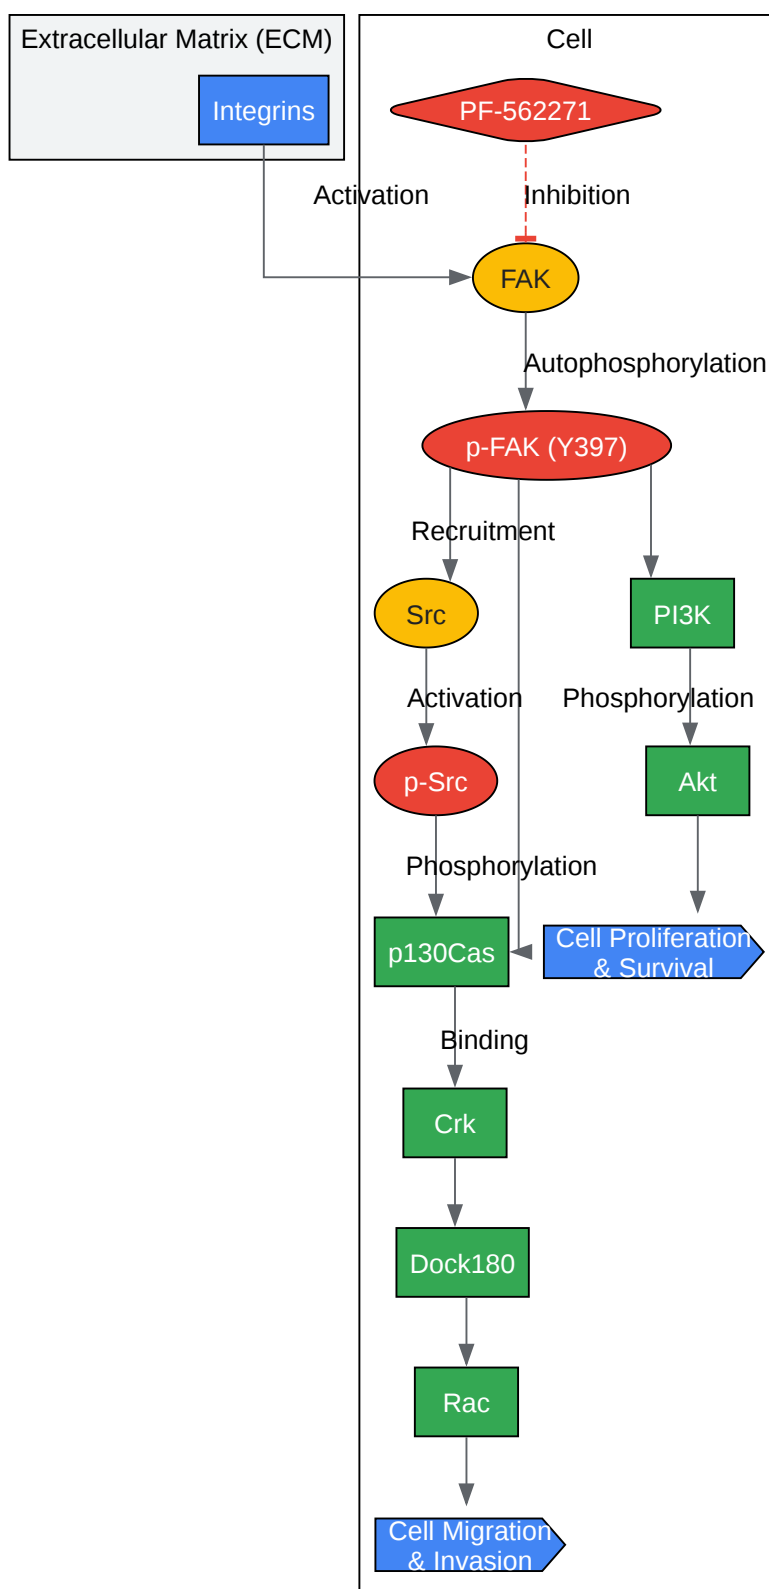 Extracellular Matrix (ECM)
Cell
Integrins
PF-562271
Activation
Inhibition
FAK
Autophosphorylation
p-FAK (Y397)
Recruitment
Src
PI3K
Activation
Phosphorylation
p-Src
Akt
Phosphorylation
p130Cas
Cell Proliferation
& Survival
Binding
Crk
Dock180
Rac
Cell Migration
& Invasion